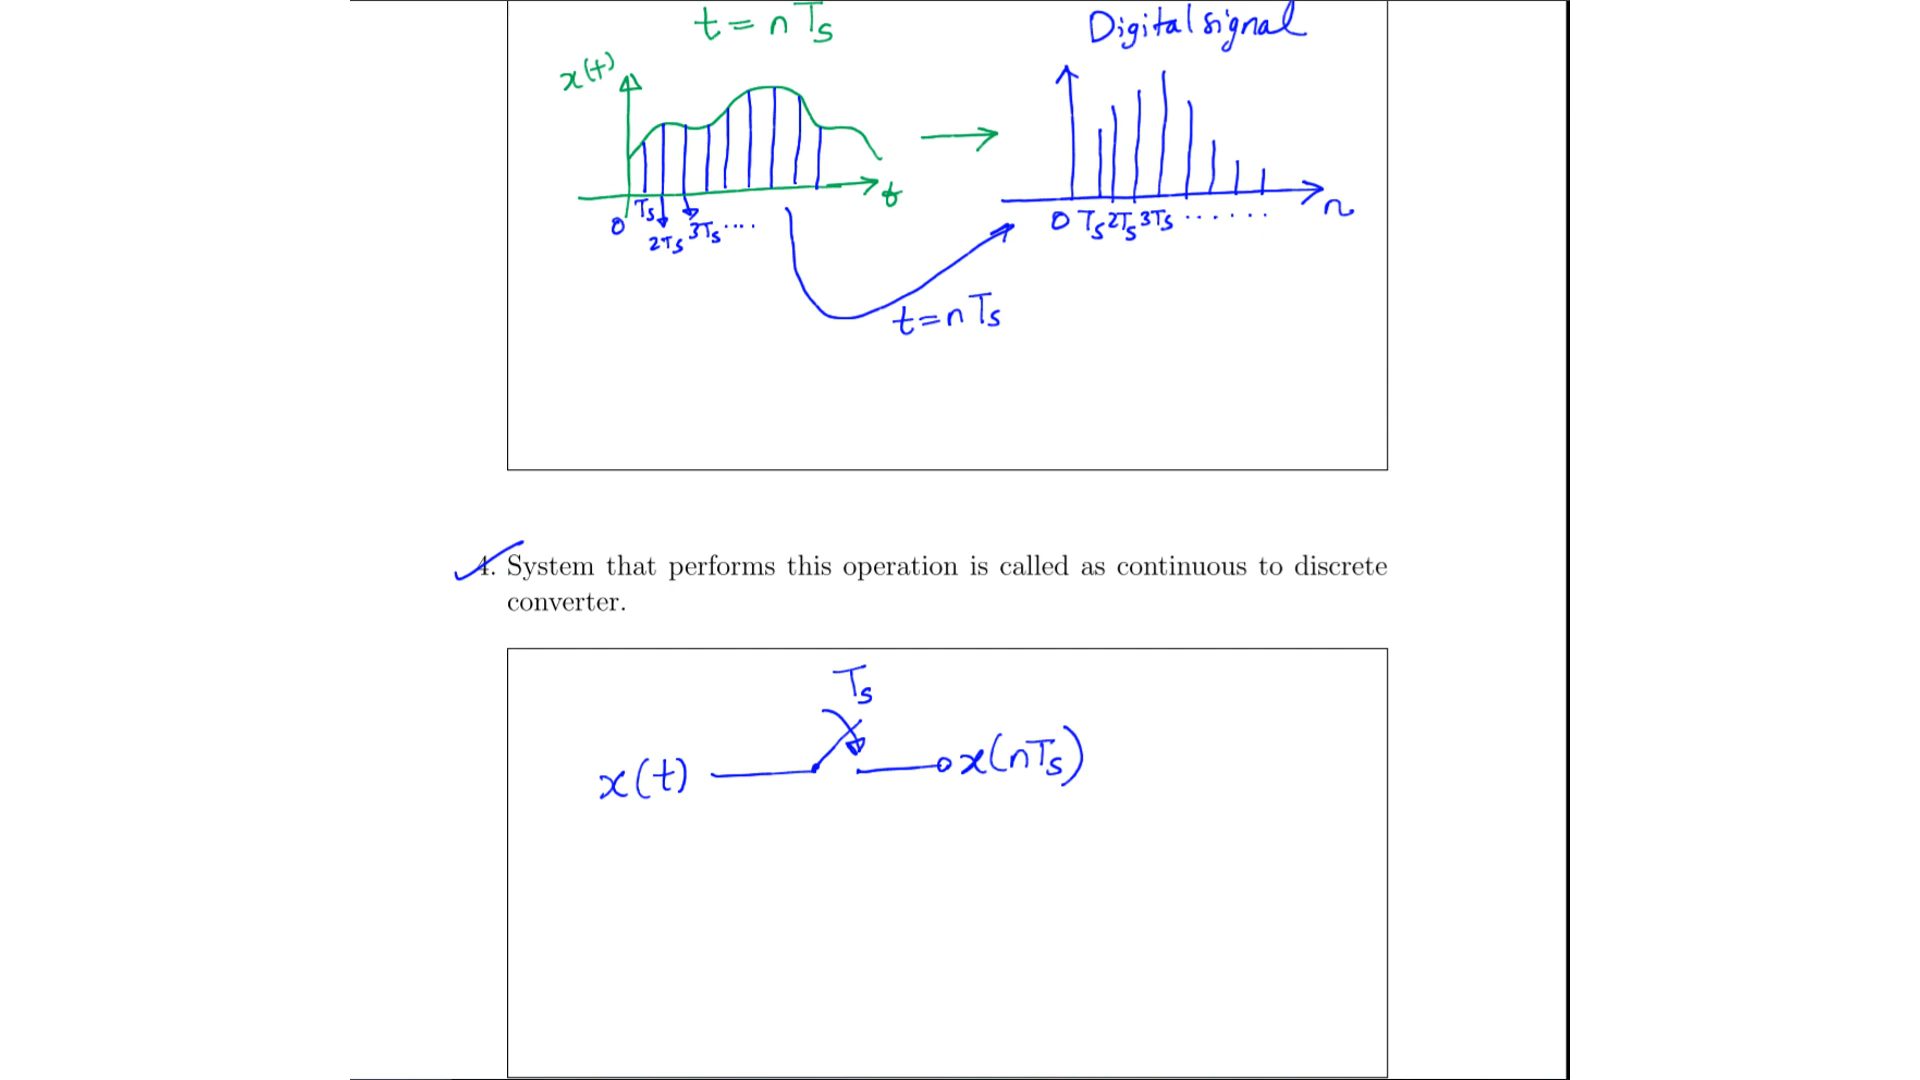 t = n Ts
Digital signal
x(t)
t
0 Ts 2Ts 3Ts ....
n
0 Ts 2Ts 3Ts ......
t = n Ts
4. System that performs this operation is called as continuous to discrete
converter.
Ts
x(t)
x(nTs)